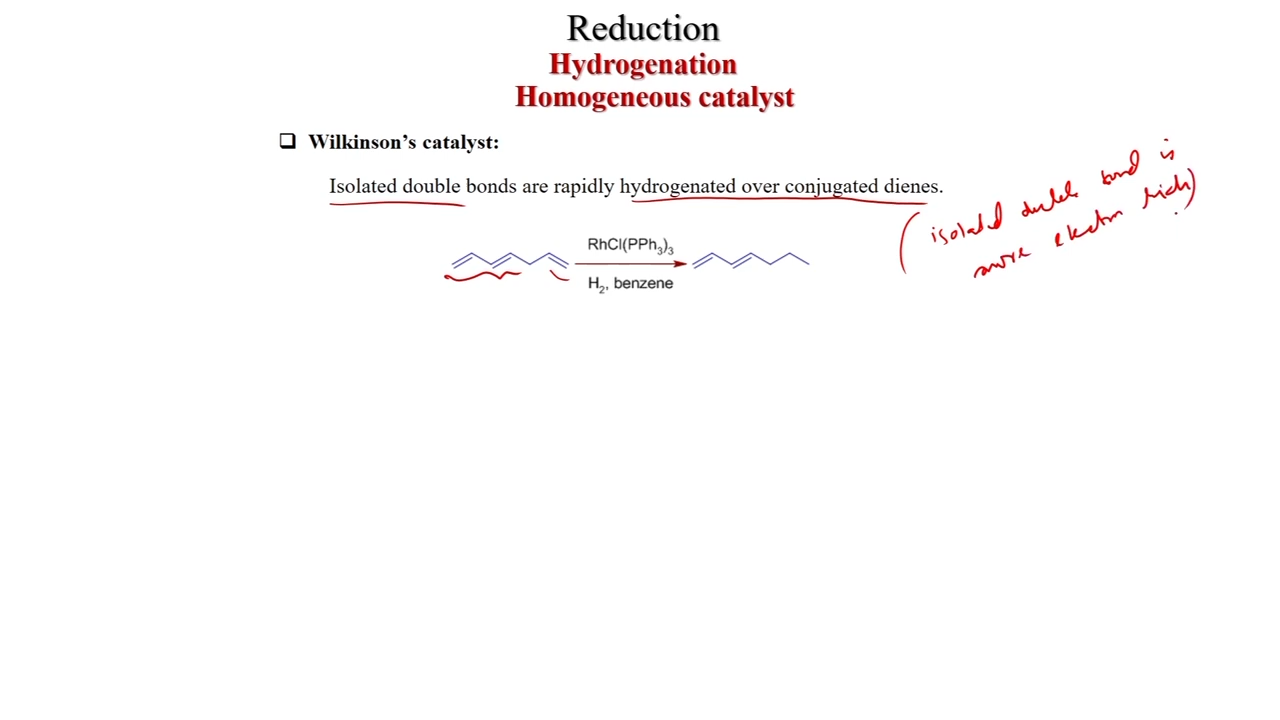 Reduction
Hydrogenation
Homogeneous catalyst
❑ Wilkinson's catalyst:
Isolated double bonds are rapidly hydrogenated over conjugated dienes.
(isolated double bond is
more electron rich)
RhCl(PPh₃)₃
H₂, benzene